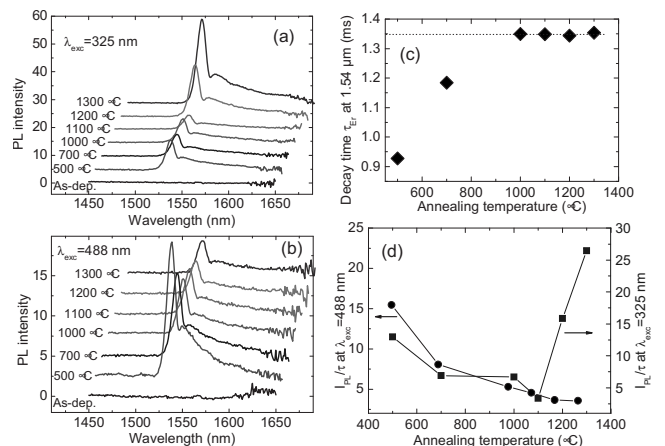 60
50
40
30
20
10
0
PL intensity
λexc=325 nm
(a)
1300 ∞C
1200 ∞C
1100 ∞C
1000 ∞C
700 ∞C
500 ∞C
As-dep.
1450 1500 1550 1600 1650
Wavelength (nm)
15
10
5
0
PL intensity
λexc=488 nm
(b)
1300 ∞C
1200 ∞C
1100 ∞C
1000 ∞C
700 ∞C
500 ∞C
As-dep.
1450 1500 1550 1600 1650
Wavelength (nm)
1.4
1.3
1.2
1.1
1.0
0.9
Decay time τEr at 1.54 μm (ms)
(c)
600 800 1000 1200 1400
Annealing temperature (∞C)
20
15
10
5
0
IPL/τ at λexc=488 nm
(d)
30
25
20
15
10
5
0
IPL/τ at λexc=325 nm
400 600 800 1000 1200 1400
Annealing temperature (∞C)